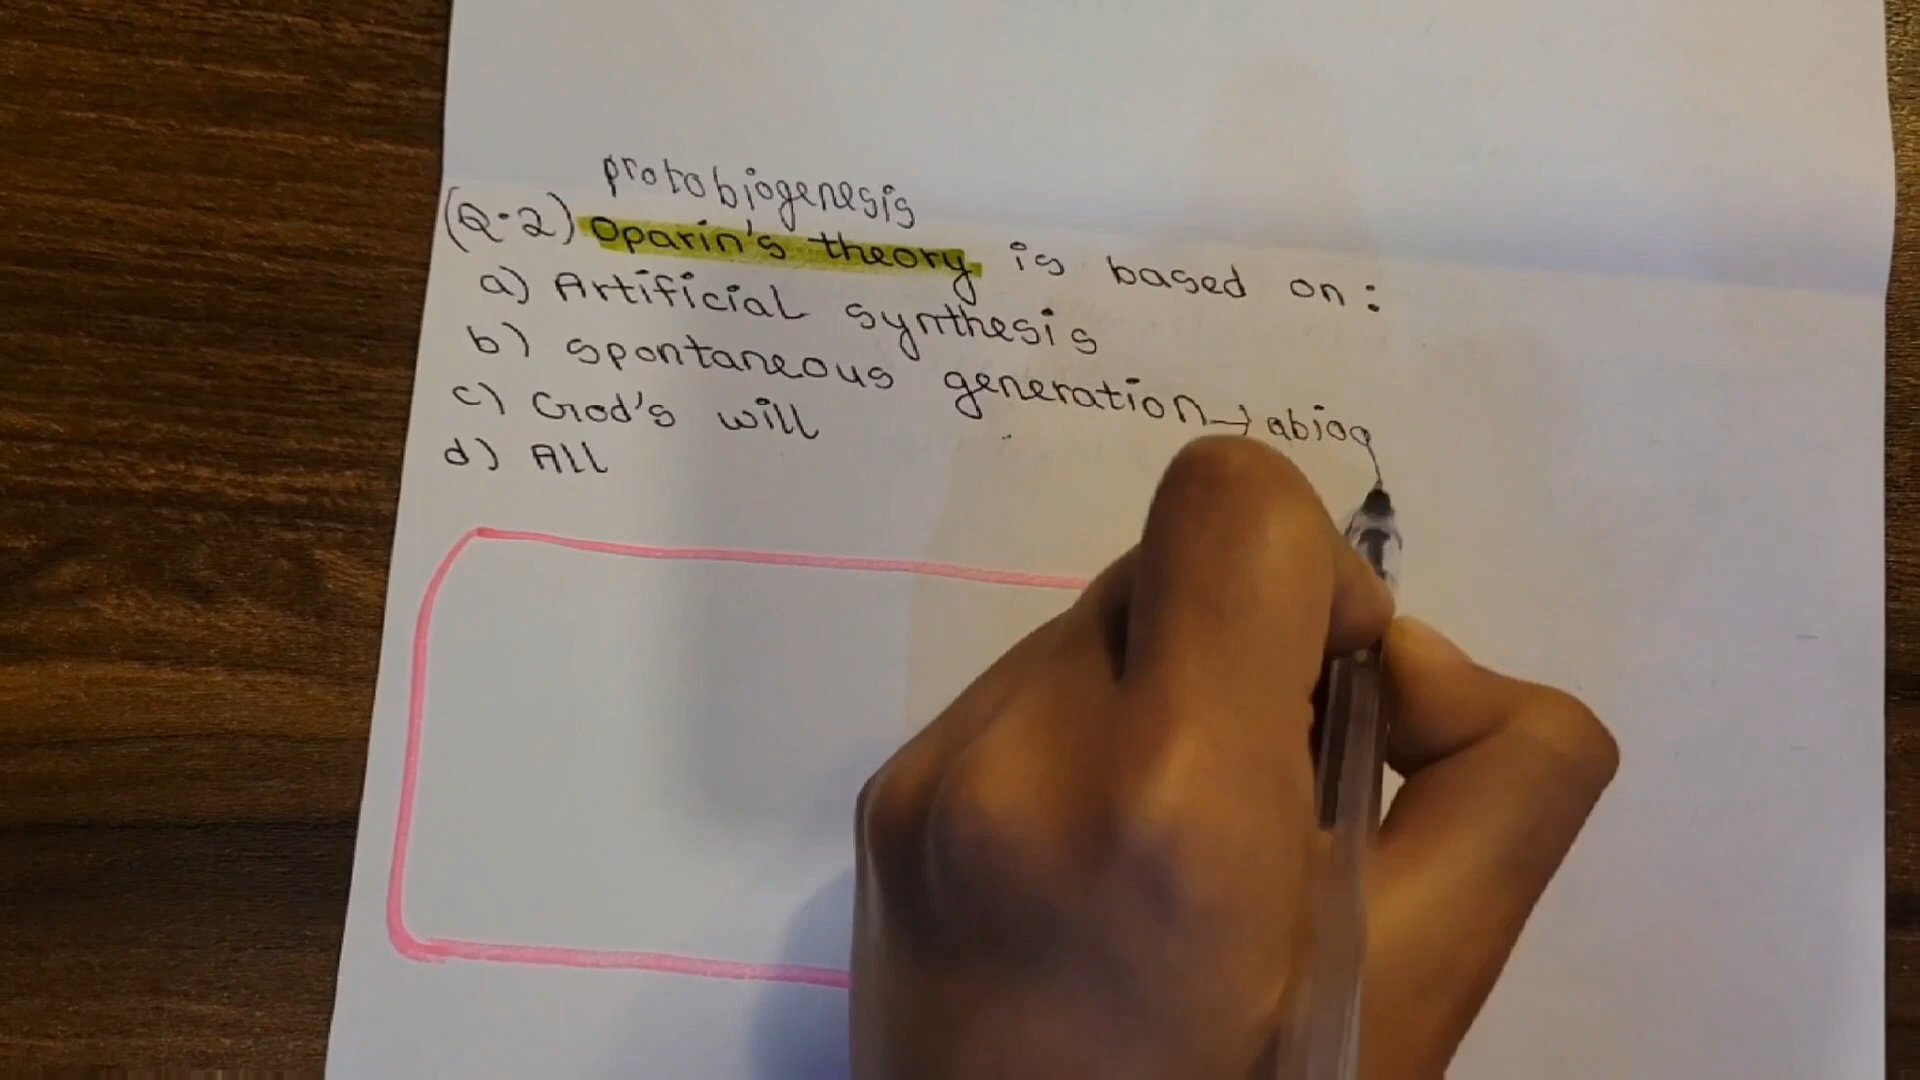 protobiogenesis
(Q-2) Oparin's theory is based on:
a) Artificial synthesis
b) spontaneous generation → abiog
c) God's will
d) All